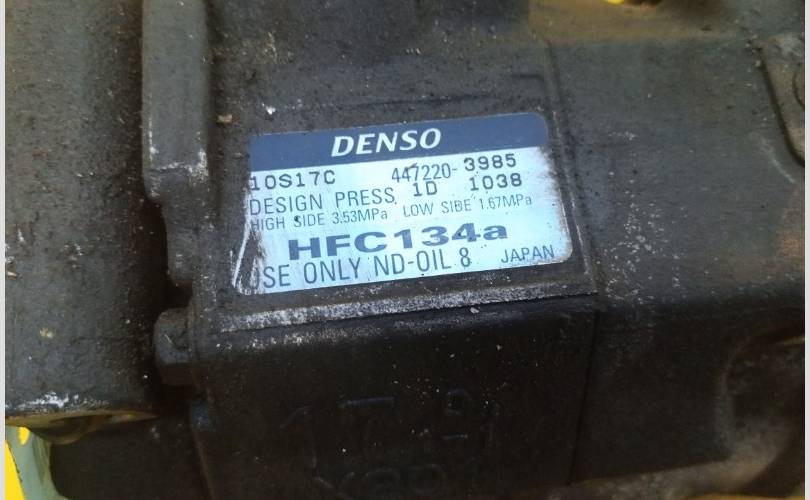 DENSO
10S17C 447220-3985
DESIGN PRESS. 1D 1038
HIGH SIDE 3.53MPa LOW SIDE 1.67MPa
HFC134a
USE ONLY ND-OIL 8 JAPAN